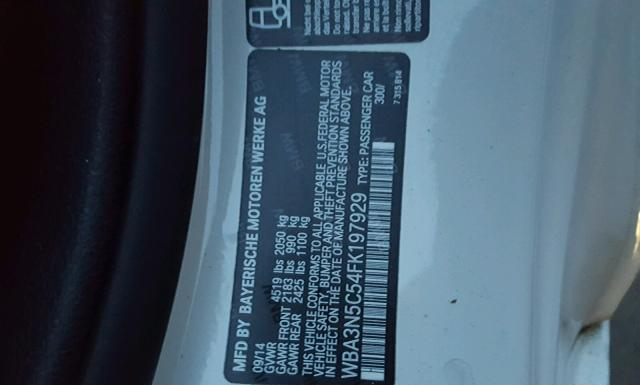 MFD BY BAYERISCHE MOTOREN WERKE AG
09/14
GVWR 4519 lbs 2050 kg
GAWR FRONT 2183 lbs 990 kg
GAWR REAR 2425 lbs 1100 kg
THIS VEHICLE CONFORMS TO ALL APPLICABLE U.S.FEDERAL MOTOR
VEHICLE SAFETY, BUMPER, AND THEFT PREVENTION STANDARDS
IN EFFECT ON THE DATE OF MANUFACTURE SHOWN ABOVE.
WBA3N5C54FK197929 TYPE: PASSENGER CAR
300/
7 315 814